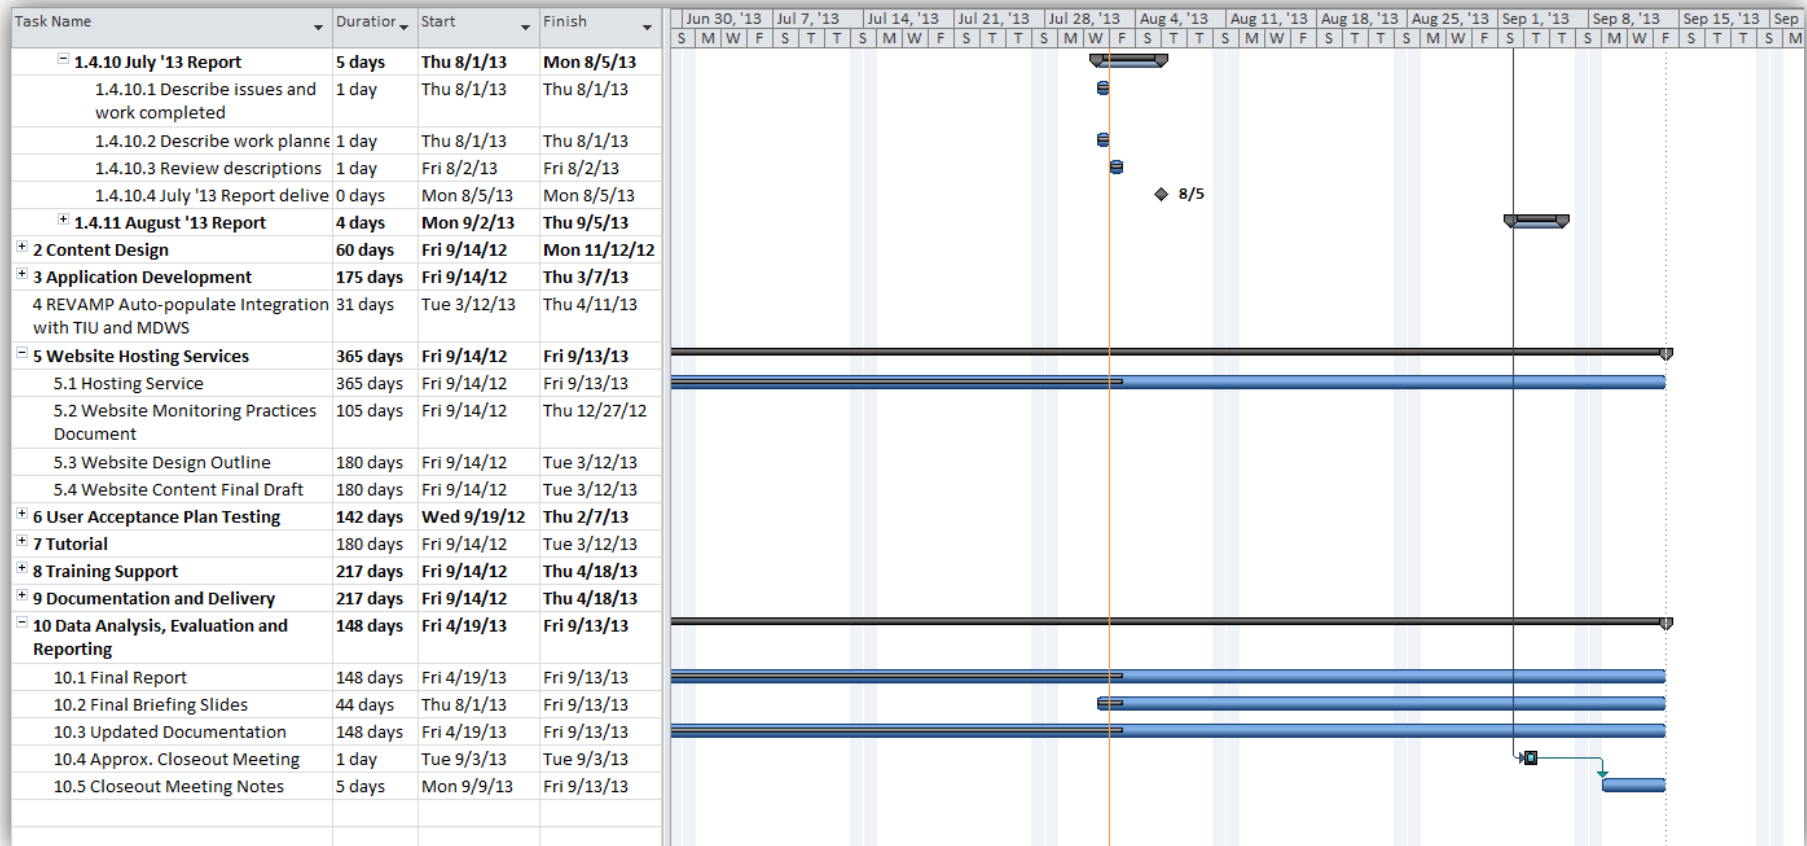 Task Name Duration Start Finish
Jun 30, '13 Jul 7, '13 Jul 14, '13 Jul 21, '13 Jul 28, '13 Aug 4, '13 Aug 11, '13 Aug 18, '13 Aug 25, '13 Sep 1, '13 Sep 8, '13 Sep 15, '13 Sep
S M W F S T T S M W F S T T S M W F S T T S M W F S T T S M W F S T T S M W F S T T S M
1.4.10 July '13 Report 5 days Thu 8/1/13 Mon 8/5/13
1.4.10.1 Describe issues and 1 day Thu 8/1/13 Thu 8/1/13
work completed
1.4.10.2 Describe work planne 1 day Thu 8/1/13 Thu 8/1/13
1.4.10.3 Review descriptions 1 day Fri 8/2/13 Fri 8/2/13
1.4.10.4 July '13 Report delive 0 days Mon 8/5/13 Mon 8/5/13 8/5
1.4.11 August '13 Report 4 days Mon 9/2/13 Thu 9/5/13
2 Content Design 60 days Fri 9/14/12 Mon 11/12/12
3 Application Development 175 days Fri 9/14/12 Thu 3/7/13
4 REVAMP Auto-populate Integration 31 days Tue 3/12/13 Thu 4/11/13
with TIU and MDWS
5 Website Hosting Services 365 days Fri 9/14/12 Fri 9/13/13
5.1 Hosting Service 365 days Fri 9/14/12 Fri 9/13/13
5.2 Website Monitoring Practices 105 days Fri 9/14/12 Thu 12/27/12
Document
5.3 Website Design Outline 180 days Fri 9/14/12 Tue 3/12/13
5.4 Website Content Final Draft 180 days Fri 9/14/12 Tue 3/12/13
6 User Acceptance Plan Testing 142 days Wed 9/19/12 Thu 2/7/13
7 Tutorial 180 days Fri 9/14/12 Tue 3/12/13
8 Training Support 217 days Fri 9/14/12 Thu 4/18/13
9 Documentation and Delivery 217 days Fri 9/14/12 Thu 4/18/13
10 Data Analysis, Evaluation and 148 days Fri 4/19/13 Fri 9/13/13
Reporting
10.1 Final Report 148 days Fri 4/19/13 Fri 9/13/13
10.2 Final Briefing Slides 44 days Thu 8/1/13 Fri 9/13/13
10.3 Updated Documentation 148 days Fri 4/19/13 Fri 9/13/13
10.4 Approx. Closeout Meeting 1 day Tue 9/3/13 Tue 9/3/13
10.5 Closeout Meeting Notes 5 days Mon 9/9/13 Fri 9/13/13